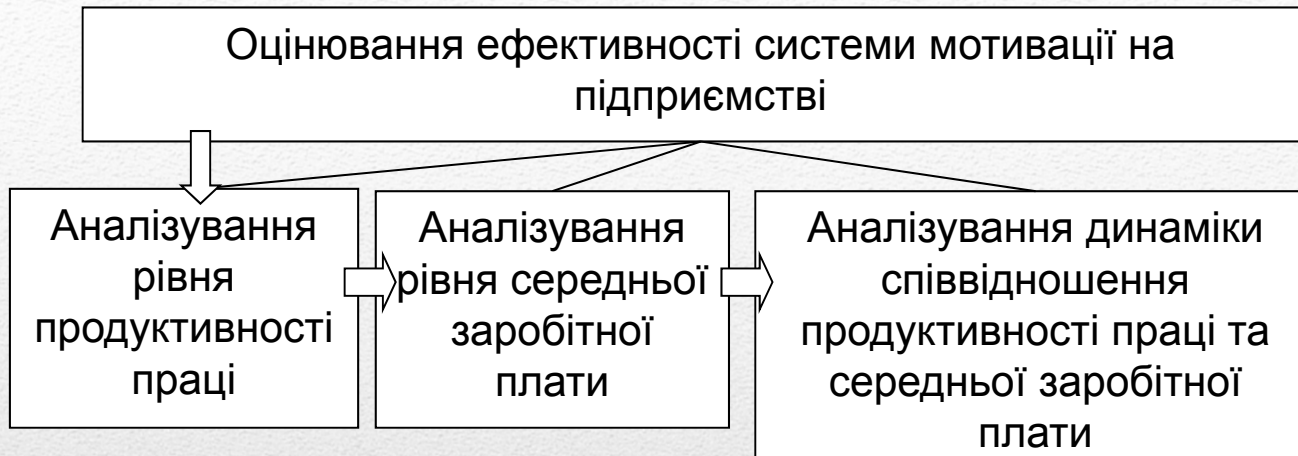 Оцінювання ефективності системи мотивації на
підприємстві
Аналізування
рівня
продуктивності
праці
Аналізування
рівня середньої
заробітної
плати
Аналізування динаміки
співвідношення
продуктивності праці та
середньої заробітної
плати